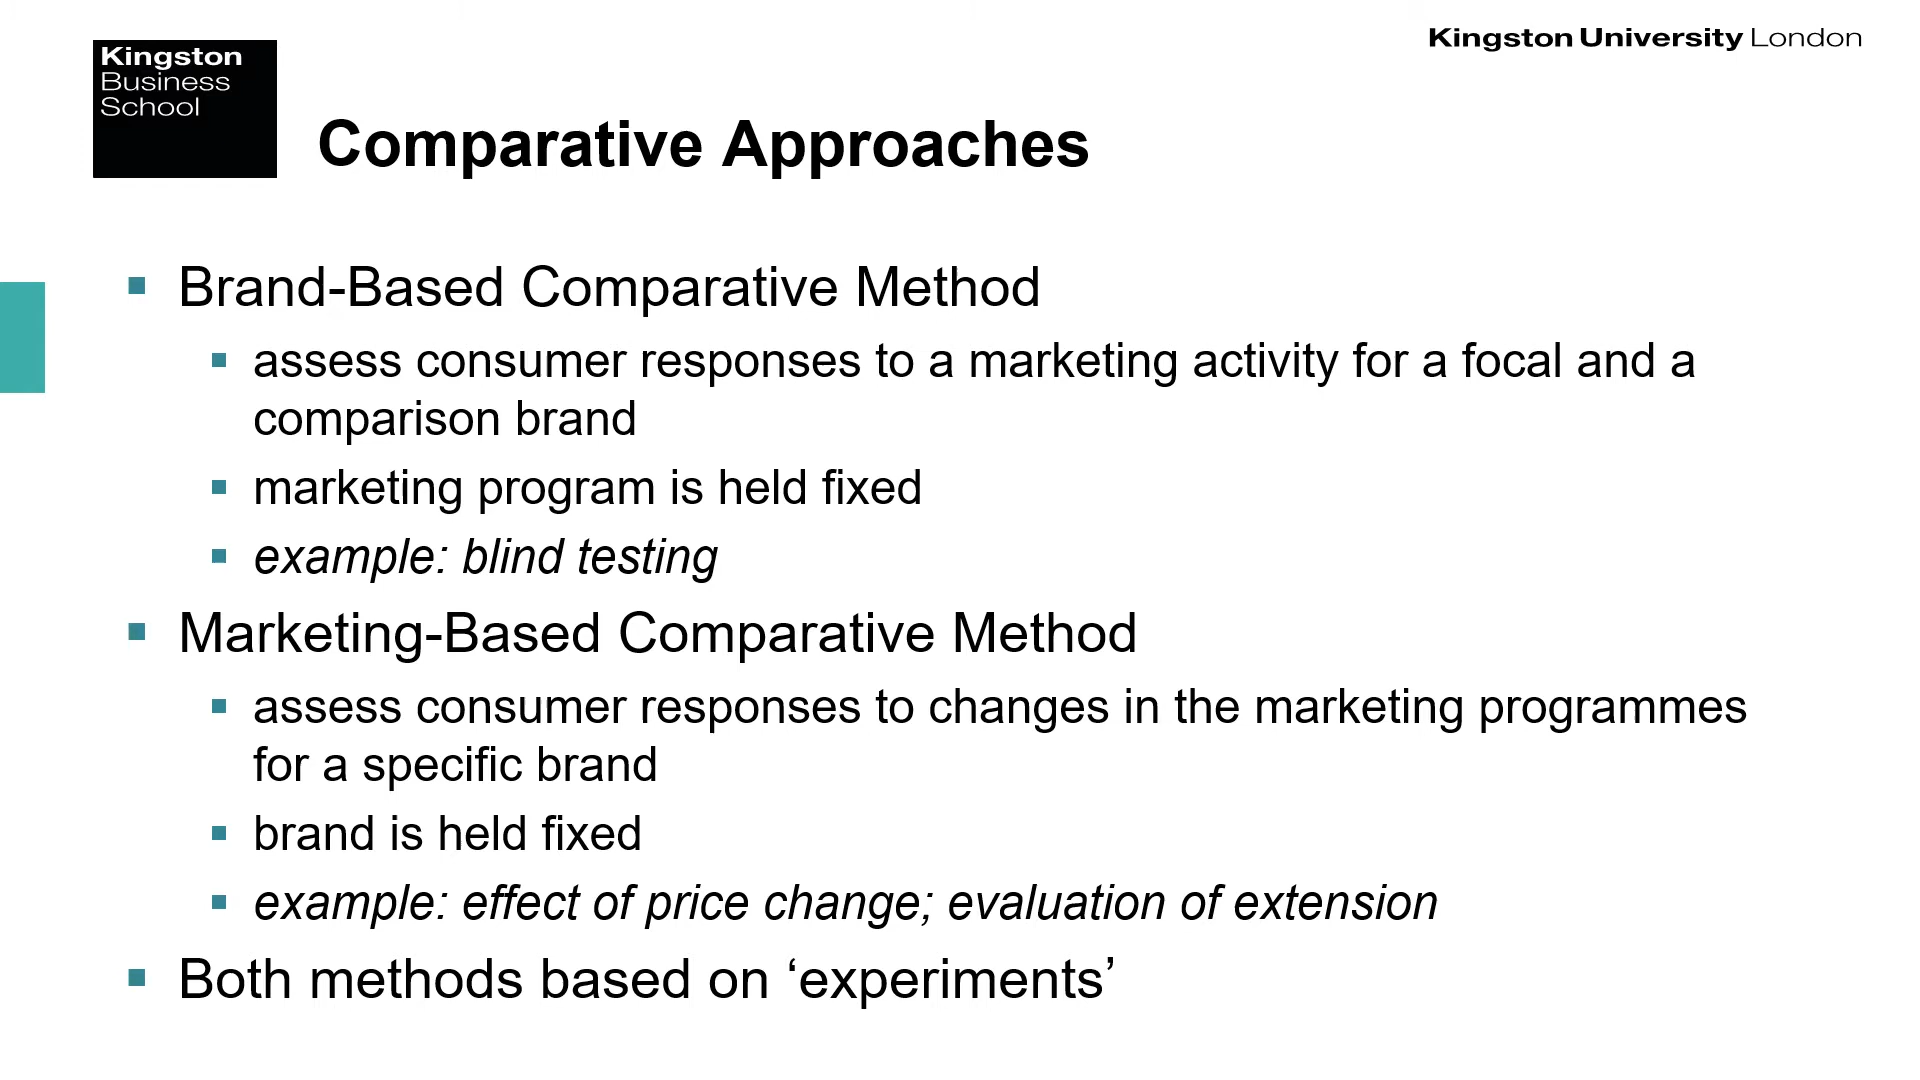 Kingston University London
Kingston
Business
School
Comparative Approaches
Brand-Based Comparative Method
assess consumer responses to a marketing activity for a focal and a
comparison brand
marketing program is held fixed
example: blind testing
Marketing-Based Comparative Method
assess consumer responses to changes in the marketing programmes
for a specific brand
brand is held fixed
example: effect of price change; evaluation of extension
Both methods based on ‘experiments’